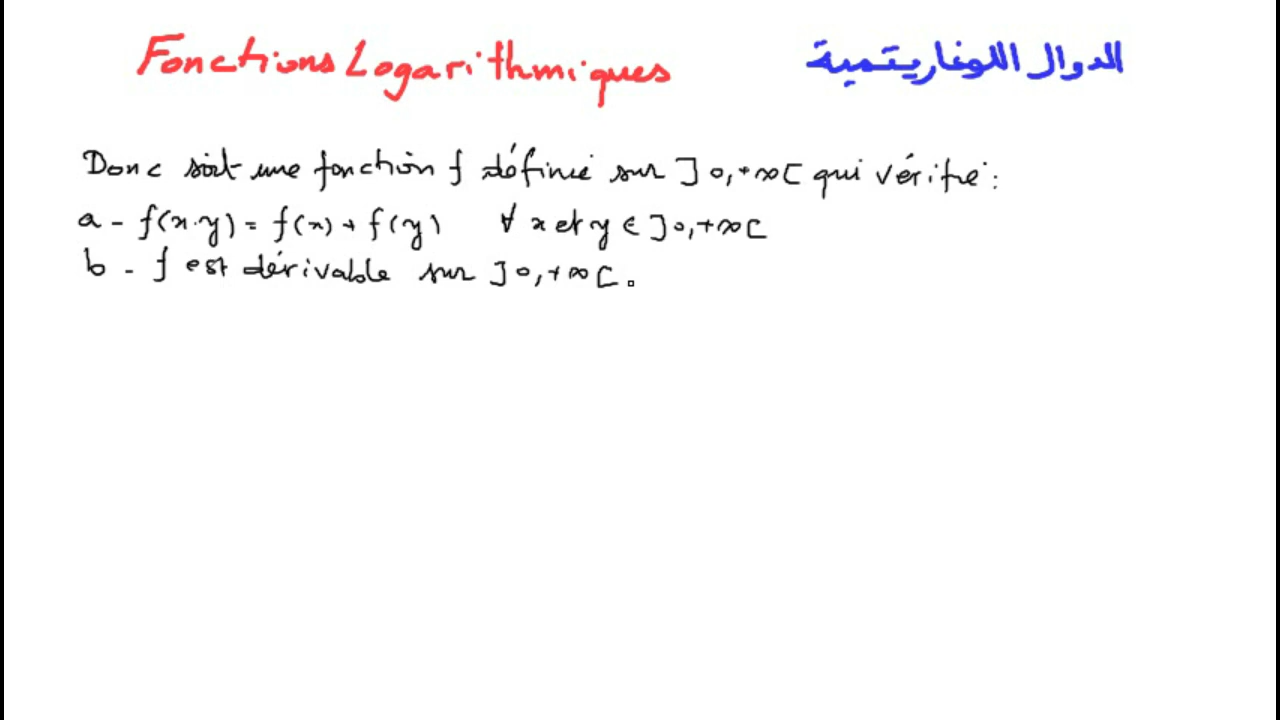 Fonctions Logarithmiques الدوال اللوغاريتمية
Donc soit une fonction f définie sur ]0,+∞[ qui vérifie :
a - f(x.y) = f(x) + f(y) ∀ x et y ∈ ]0,+∞[
b - f est dérivable sur ]0,+∞[.